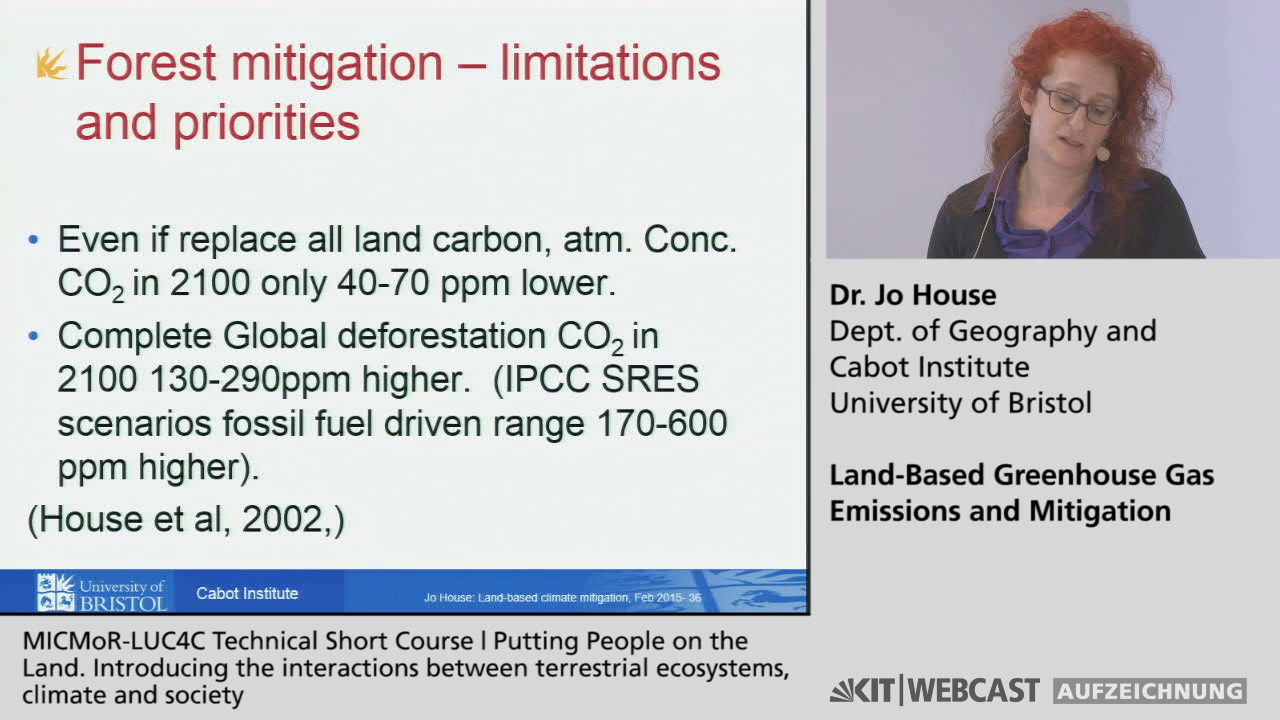 Forest mitigation – limitations
and priorities
• Even if replace all land carbon, atm. Conc.
CO₂ in 2100 only 40-70 ppm lower.
• Complete Global deforestation CO₂ in
2100 130-290ppm higher. (IPCC SRES
scenarios fossil fuel driven range 170-600
ppm higher).
(House et al, 2002,)
University of
BRISTOL
Cabot Institute
Jo House: Land-based climate mitigation, Feb 2015- 36
Dr. Jo House
Dept. of Geography and
Cabot Institute
University of Bristol
Land-Based Greenhouse Gas
Emissions and Mitigation
MICMoR-LUC4C Technical Short Course | Putting People on the
Land. Introducing the interactions between terrestrial ecosystems,
climate and society
KIT|WEBCAST AUFZEICHNUNG